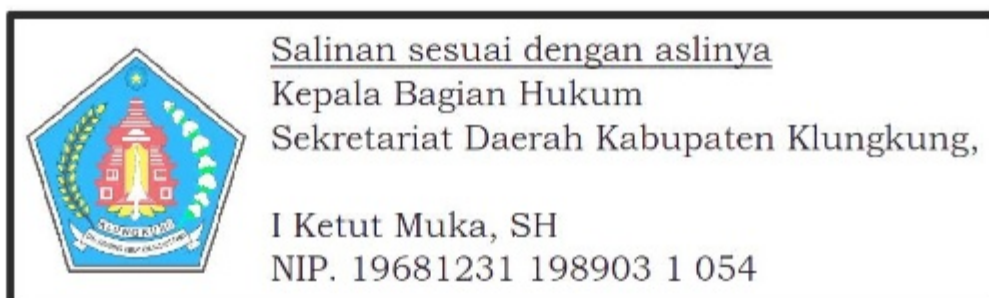 Salinan sesuai dengan aslinya
Kepala Bagian Hukum
Sekretariat Daerah Kabupaten Klungkung,
I Ketut Muka, SH
NIP. 19681231 198903 1 054
KLUNGKUNG